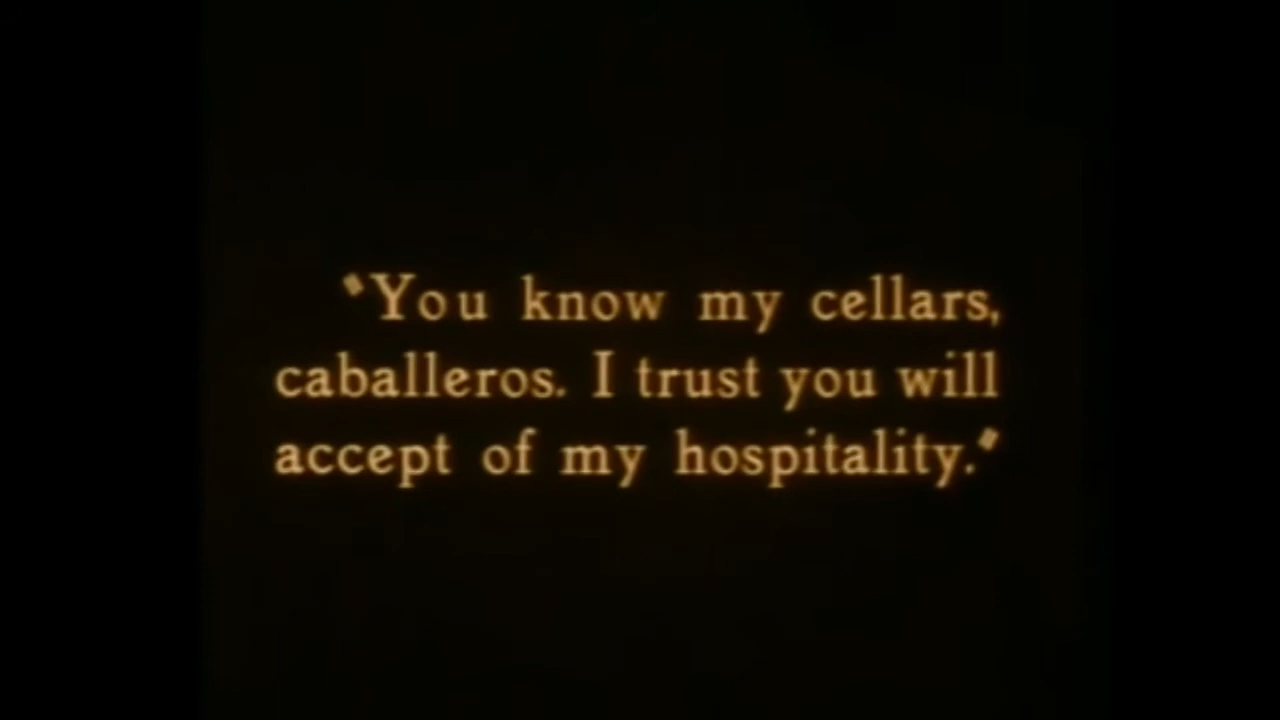 "You know my cellars,
caballeros. I trust you will
accept of my hospitality."